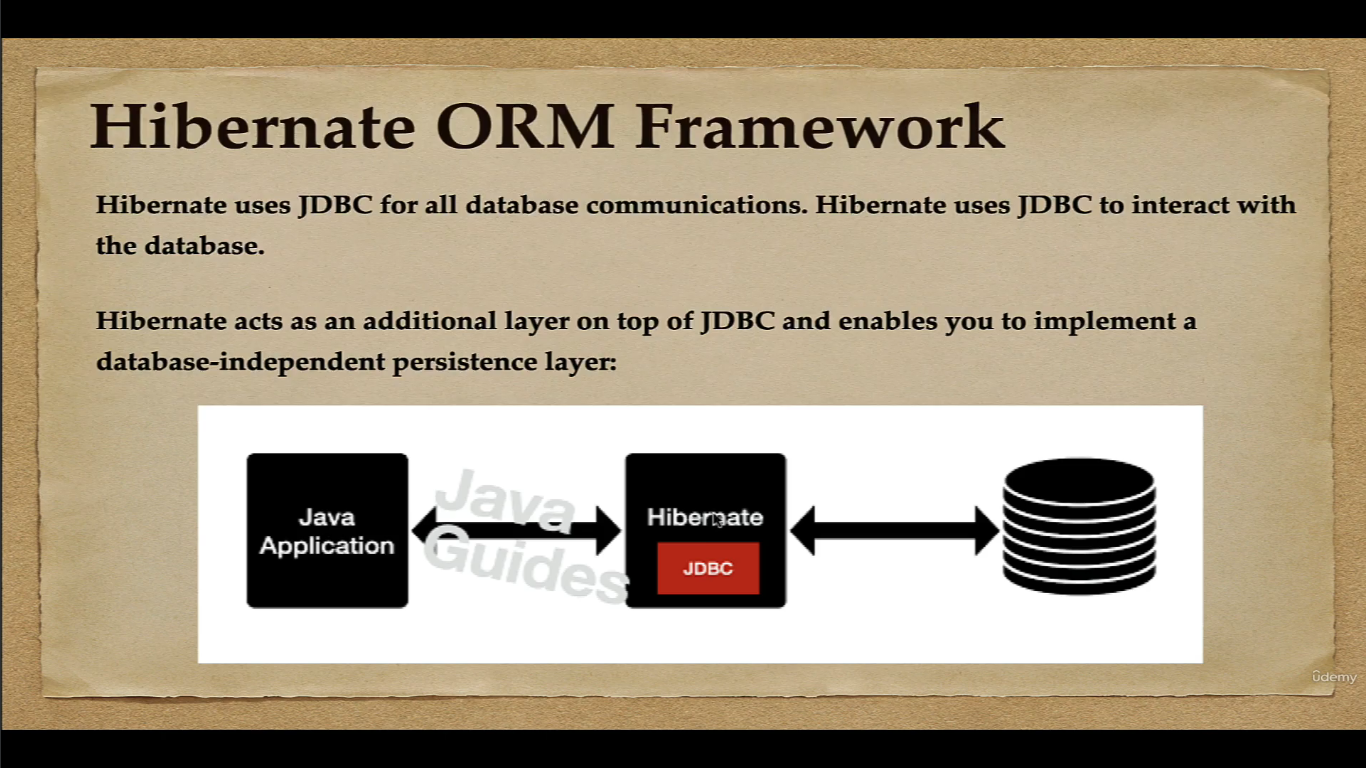 Hibernate ORM Framework
Hibernate uses JDBC for all database communications. Hibernate uses JDBC to interact with
the database.
Hibernate acts as an additional layer on top of JDBC and enables you to implement a
database-independent persistence layer:
Java
Application
Java
Guides
Hibernate
JDBC
ûdemy